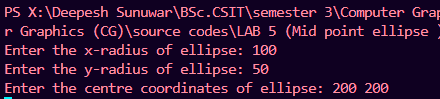 PS X:\Deepesh Sunuwar\BSc.CSIT\semester 3\Computer Grap
r Graphics (CG)\source codes\LAB 5 (Mid point ellipse )
Enter the x-radius of ellipse: 100
Enter the y-radius of ellipse: 50
Enter the centre coordinates of ellipse: 200 200